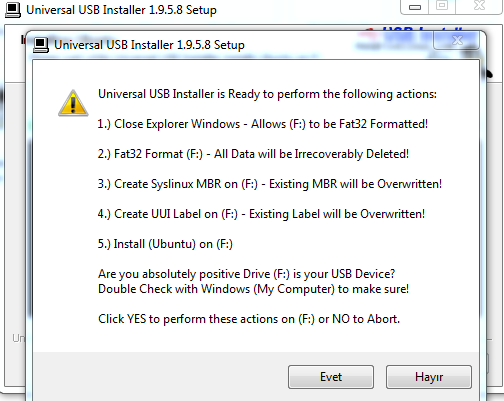 Universal USB Installer 1.9.5.8 Setup
Universal USB Installer 1.9.5.8 Setup
Universal USB Installer is Ready to perform the following actions:
1.) Close Explorer Windows - Allows (F:) to be Fat32 Formatted!
2.) Fat32 Format (F:) - All Data will be Irrecoverably Deleted!
3.) Create Syslinux MBR on (F:) - Existing MBR will be Overwritten!
4.) Create UUI Label on (F:) - Existing Label will be Overwritten!
5.) Install (Ubuntu) on (F:)
Are you absolutely positive Drive (F:) is your USB Device?
Double Check with Windows (My Computer) to make sure!
Click YES to perform these actions on (F:) or NO to Abort.
Un
Evet Hayır